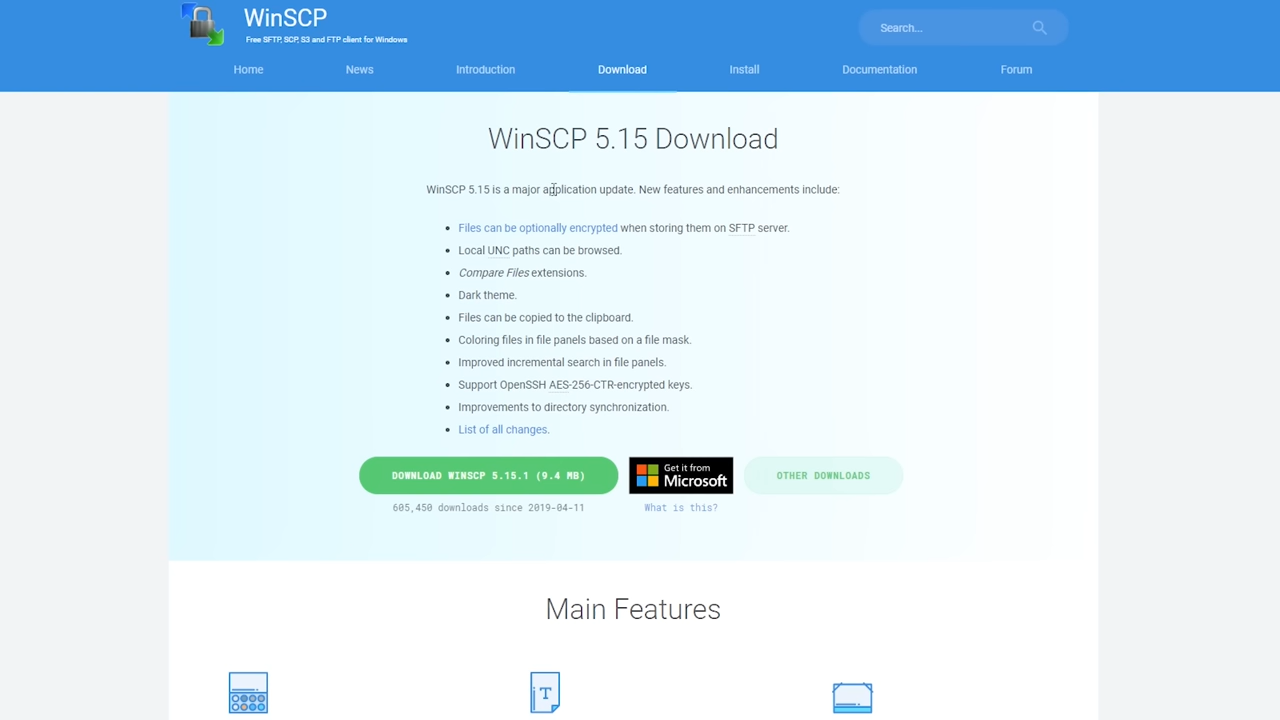 WinSCP
Free SFTP, SCP, S3 and FTP client for Windows
Search...
Home News Introduction Download Install Documentation Forum
WinSCP 5.15 Download
WinSCP 5.15 is a major application update. New features and enhancements include:
• Files can be optionally encrypted when storing them on SFTP server.
• Local UNC paths can be browsed.
• Compare Files extensions.
• Dark theme.
• Files can be copied to the clipboard.
• Coloring files in file panels based on a file mask.
• Improved incremental search in file panels.
• Support OpenSSH AES-256-CTR-encrypted keys.
• Improvements to directory synchronization.
• List of all changes.
DOWNLOAD WINSCP 5.15.1 (9.4 MB)
Get it from
Microsoft
OTHER DOWNLOADS
605,450 downloads since 2019-04-11
What is this?
Main Features
T